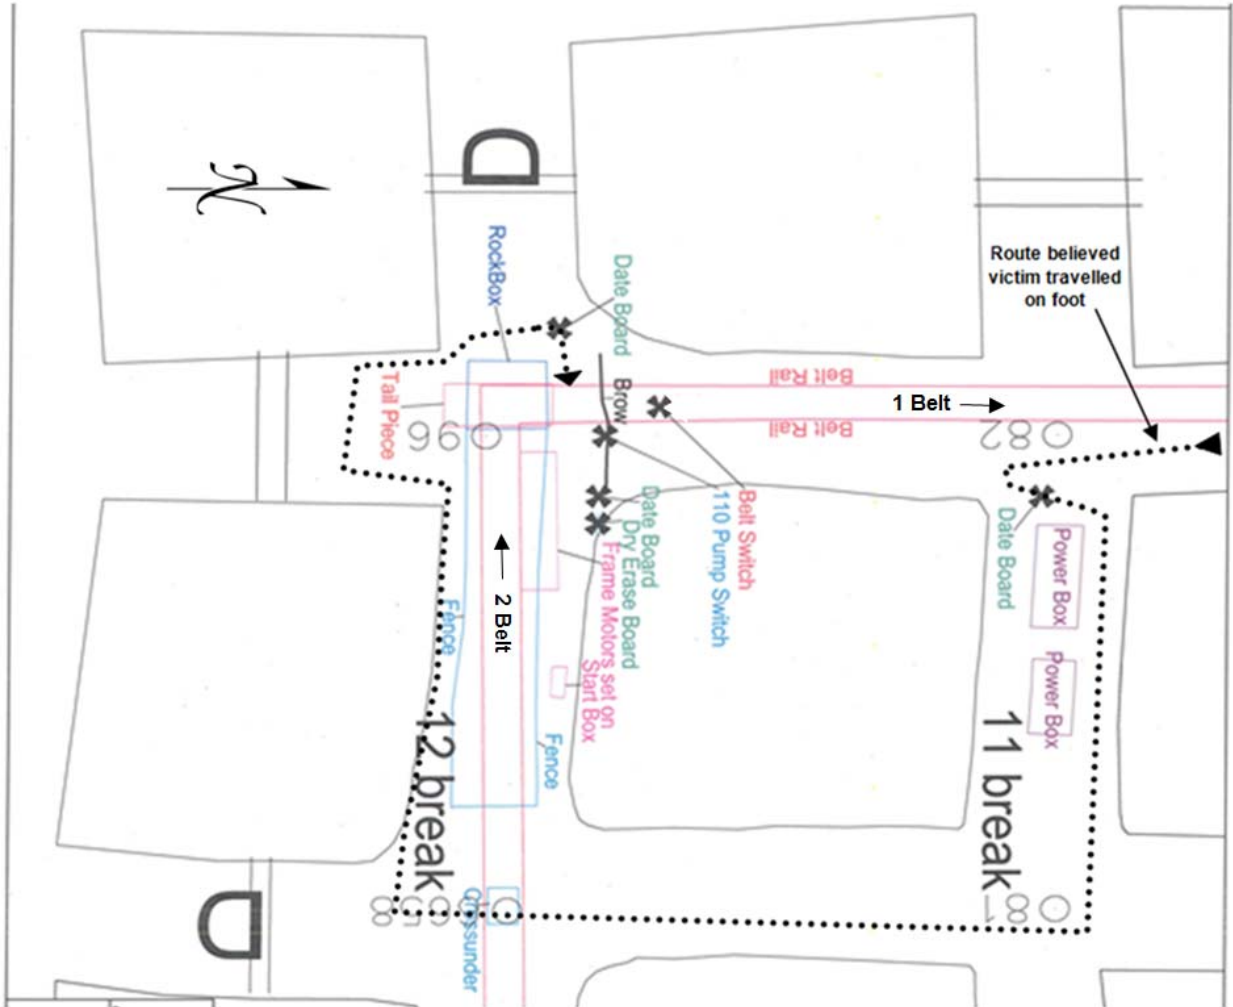 D
N
RockBox
Date Board
Route believed
victim travelled
on foot
Tail Piece
Brow
Belt Rail
Belt Rail
1 Belt
966
82
Date Board
Dry Erase Board
110 Pump Switch
Belt Switch
Frame Motors set on
Start Box
Date Board
Power Box
Power Box
2 Belt
Fence
Fence
12 break
11 break
Crossunder
81
D